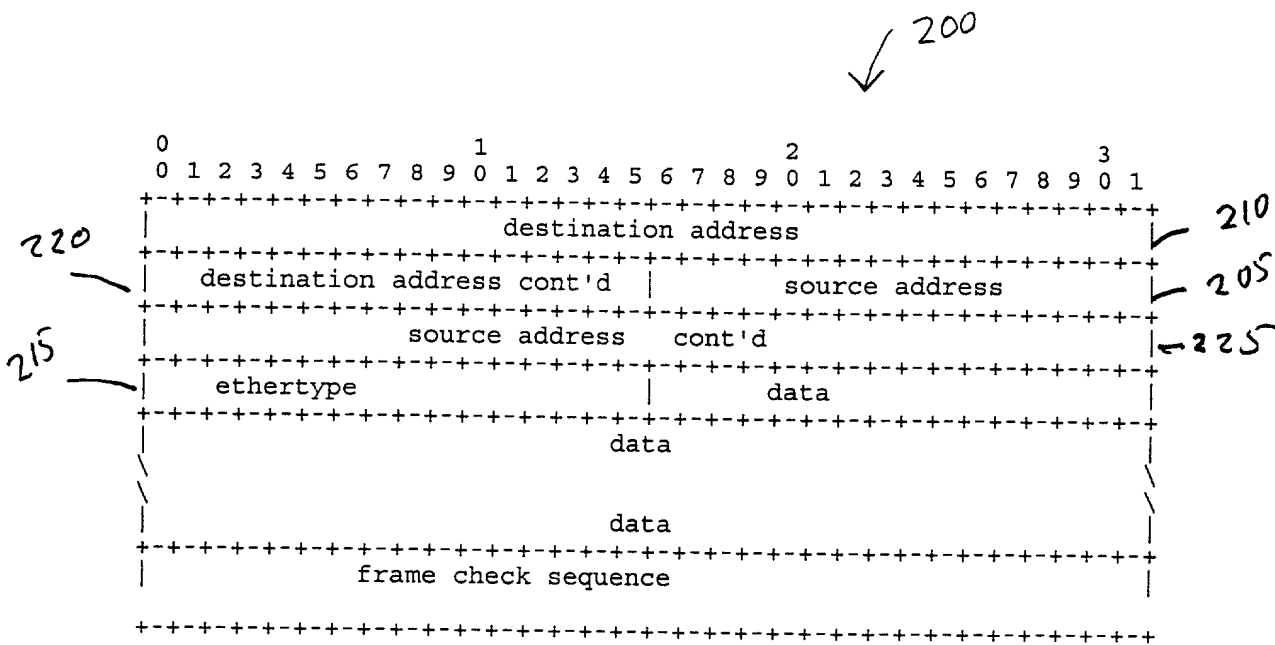 200
0 1 2 3
0 1 2 3 4 5 6 7 8 9 0 1 2 3 4 5 6 7 8 9 0 1 2 3 4 5 6 7 8 9 0 1
+-+-+-+-+-+-+-+-+-+-+-+-+-+-+-+-+-+-+-+-+-+-+-+-+-+-+-+-+-+-+-+-+
| destination address | 210
+-+-+-+-+-+-+-+-+-+-+-+-+-+-+-+-+-+-+-+-+-+-+-+-+-+-+-+-+-+-+-+-+
220 | destination address cont'd | source address | 205
+-+-+-+-+-+-+-+-+-+-+-+-+-+-+-+-+-+-+-+-+-+-+-+-+-+-+-+-+-+-+-+-+
| source address cont'd | 225
+-+-+-+-+-+-+-+-+-+-+-+-+-+-+-+-+-+-+-+-+-+-+-+-+-+-+-+-+-+-+-+-+
215 | ethertype | data |
+-+-+-+-+-+-+-+-+-+-+-+-+-+-+-+-+-+-+-+-+-+-+-+-+-+-+-+-+-+-+-+-+
| data |
\ \
\ \
| data |
+-+-+-+-+-+-+-+-+-+-+-+-+-+-+-+-+-+-+-+-+-+-+-+-+-+-+-+-+-+-+-+-+
| frame check sequence |
+-+-+-+-+-+-+-+-+-+-+-+-+-+-+-+-+-+-+-+-+-+-+-+-+-+-+-+-+-+-+-+-+